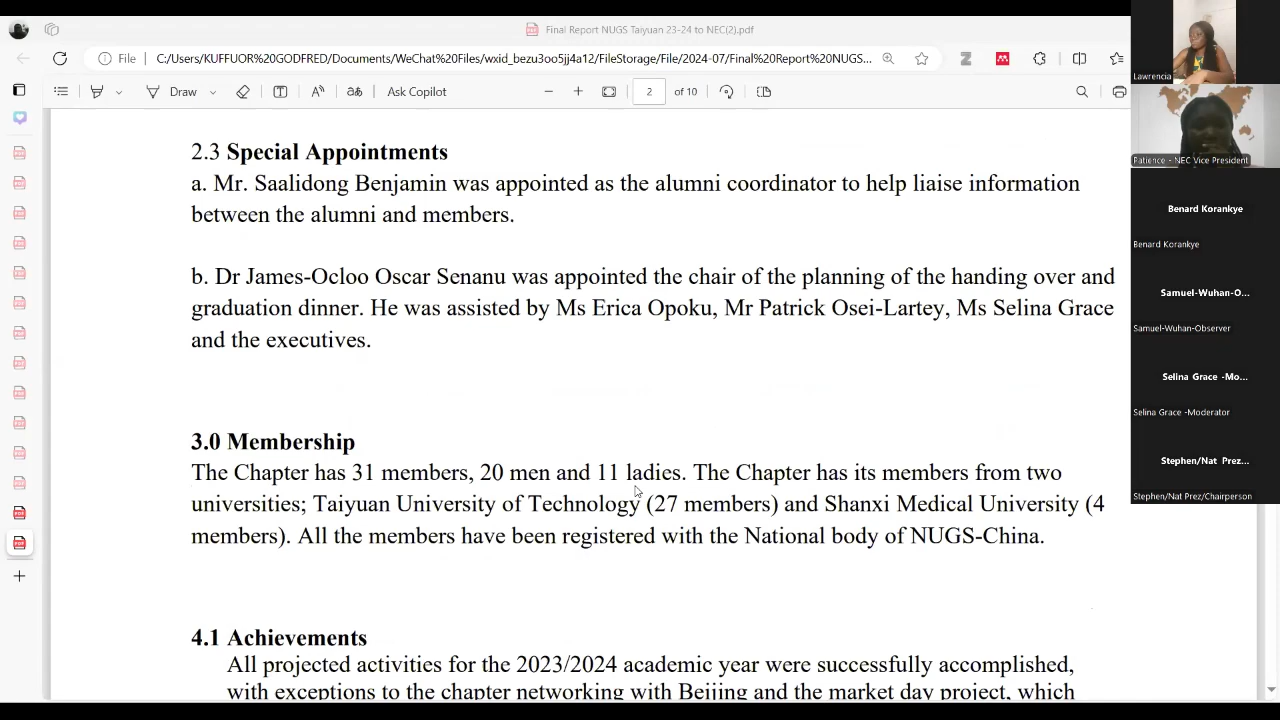 Final Report NUGS Taiyuan 23-24 to NEC(2).pdf
File C:/Users/KUFFUOR%20GODFRED/Documents/WeChat%20Files/wxid_bezu3oo5jj4a12/FileStorage/File/2024-07/Final%20Report%20NUGS...
Draw Ask Copilot 2 of 10
2.3 Special Appointments
a. Mr. Saalidong Benjamin was appointed as the alumni coordinator to help liaise information
between the alumni and members.
b. Dr James-Ocloo Oscar Senanu was appointed the chair of the planning of the handing over and
graduation dinner. He was assisted by Ms Erica Opoku, Mr Patrick Osei-Lartey, Ms Selina Grace
and the executives.
3.0 Membership
The Chapter has 31 members, 20 men and 11 ladies. The Chapter has its members from two
universities; Taiyuan University of Technology (27 members) and Shanxi Medical University (4
members). All the members have been registered with the National body of NUGS-China.
4.1 Achievements
All projected activities for the 2023/2024 academic year were successfully accomplished,
with exceptions to the chapter networking with Beijing and the market day project, which
Lawrencia
Patience - NEC Vice President
Benard Korankye
Benard Korankye
Samuel-Wuhan-O...
Samuel-Wuhan-Observer
Selina Grace -Mo...
Selina Grace -Moderator
Stephen/Nat Prez...
Stephen/Nat Prez/Chairperson